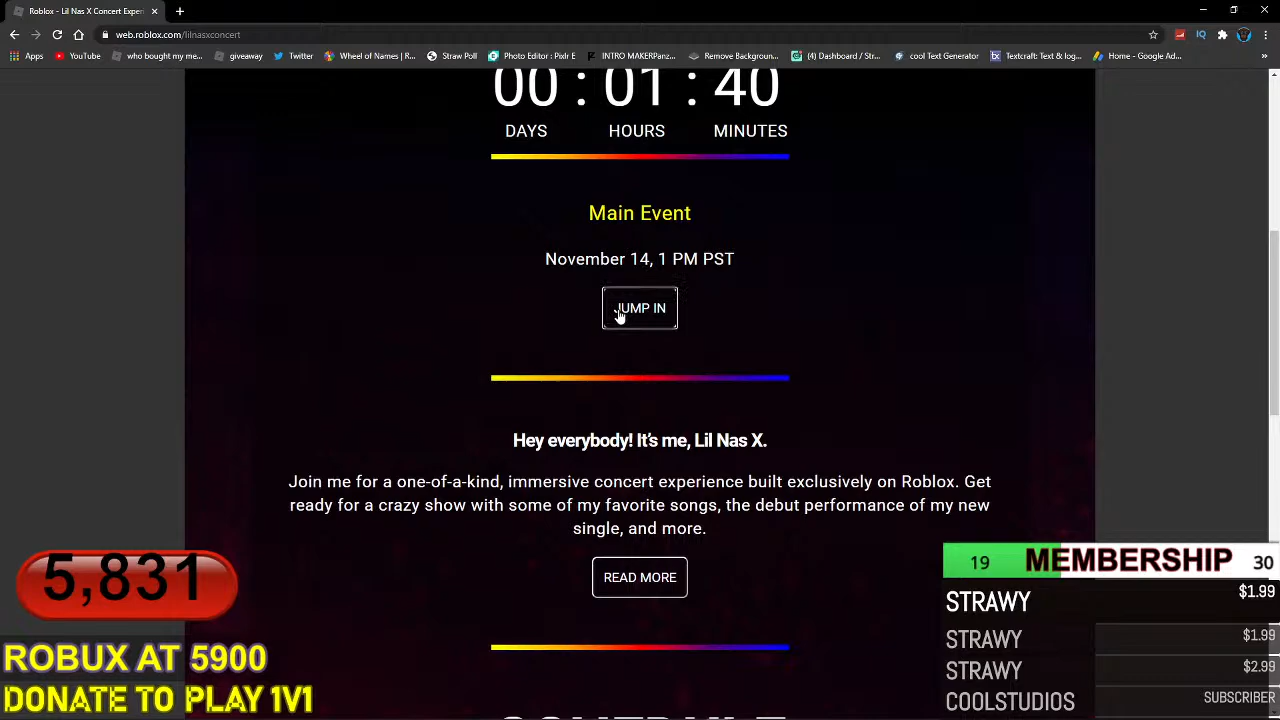 Roblox - Lil Nas X Concert Experi
web.roblox.com/lilnasxconcert
Apps YouTube who bought my me... giveaway Twitter Wheel of Names | R... Straw Poll Photo Editor : Pixlr E INTRO MAKERPanz... Remove Backgroun... (4) Dashboard / Str... cool Text Generator Textcraft: Text & log... Home - Google Ad... »
00 : 01 : 40
DAYS HOURS MINUTES
Main Event
November 14, 1 PM PST
JUMP IN
Hey everybody! It's me, Lil Nas X.
Join me for a one-of-a-kind, immersive concert experience built exclusively on Roblox. Get
ready for a crazy show with some of my favorite songs, the debut performance of my new
single, and more.
READ MORE
5,831
ROBUX AT 5900
DONATE TO PLAY 1V1
19 MEMBERSHIP 30
STRAWY $1.99
STRAWY $1.99
STRAWY $2.99
COOLSTUDIOS SUBSCRIBER